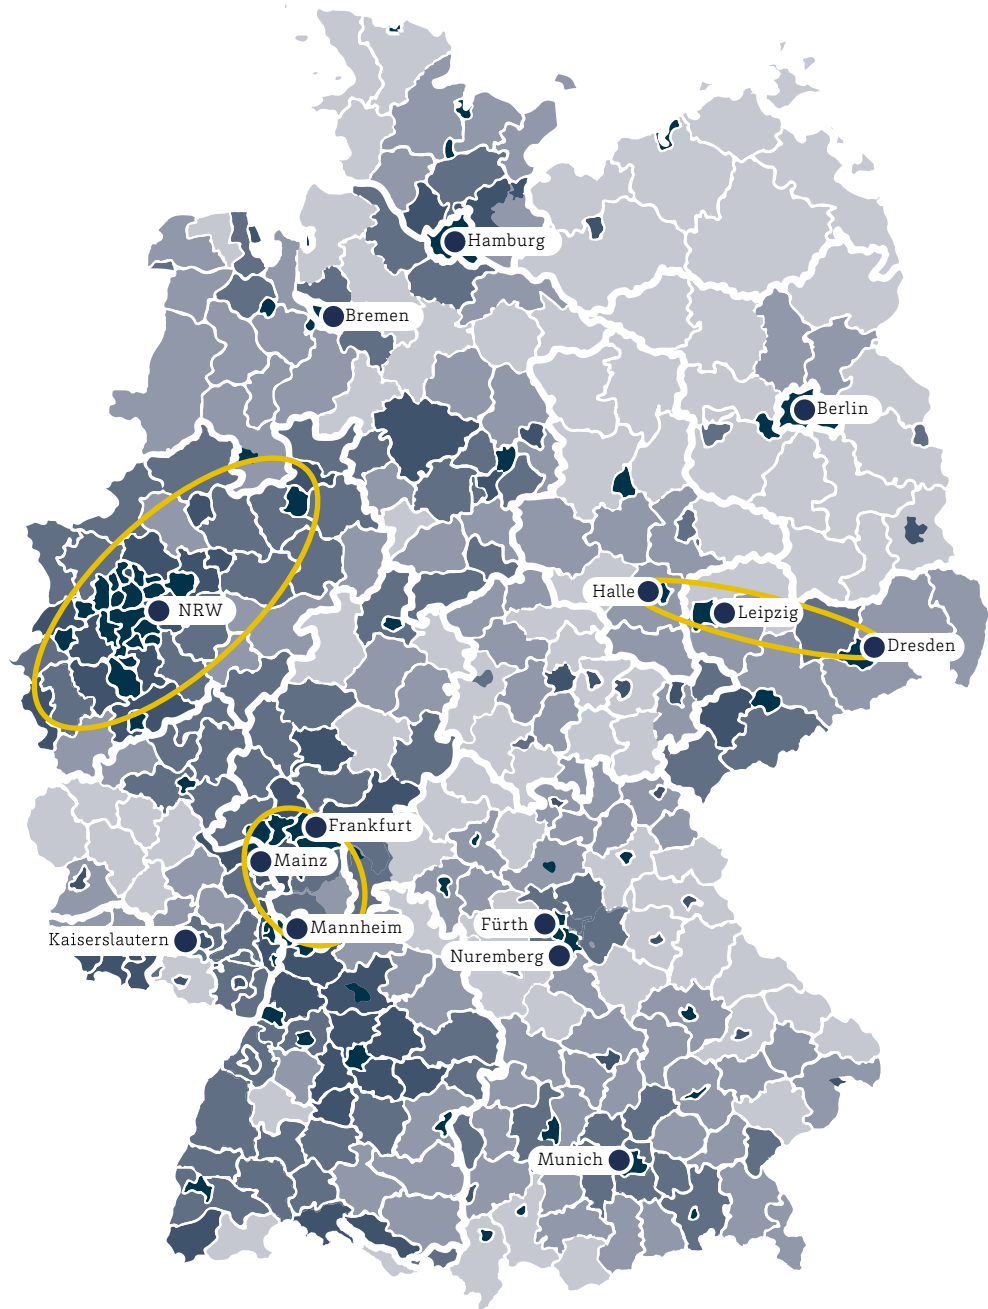 Hamburg
Bremen
Berlin
Halle
NRW
Leipzig
Dresden
Frankfurt
Mainz
Fürth
Mannheim
Kaiserslautern
Nuremberg
Munich